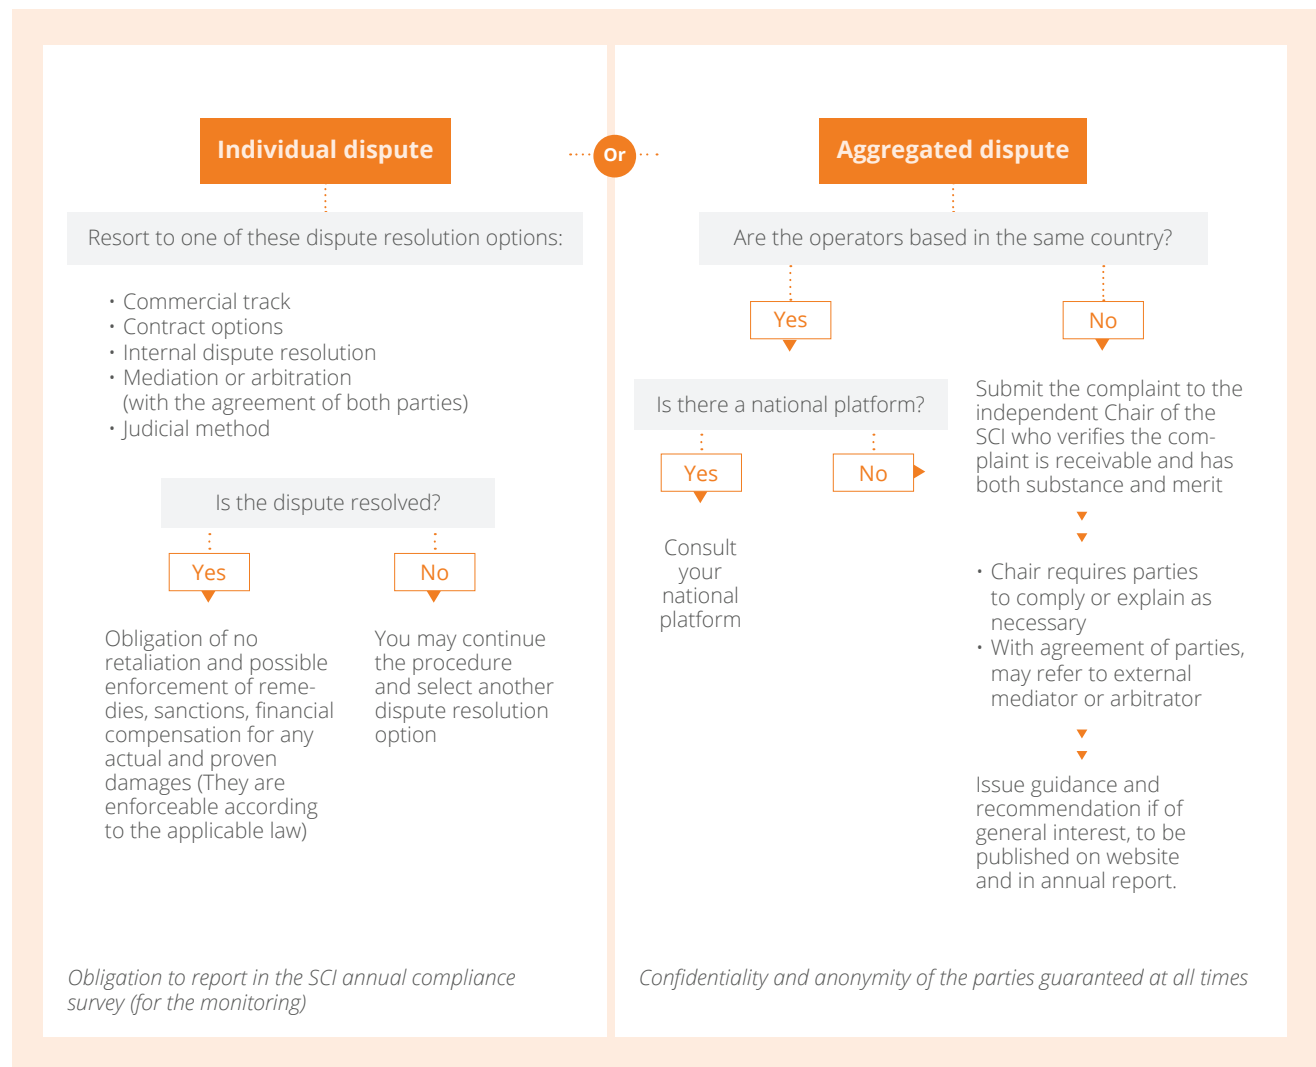 Individual dispute
Resort to one of these dispute resolution options:
• Commercial track
• Contract options
• Internal dispute resolution
• Mediation or arbitration
(with the agreement of both parties)
• Judicial method
Is the dispute resolved?
Yes
No
Obligation of no
retaliation and possible
enforcement of reme-
dies, sanctions, financial
compensation for any
actual and proven
damages (They are
enforceable according
to the applicable law)
You may continue
the procedure
and select another
dispute resolution
option
Obligation to report in the SCI annual compliance
survey (for the monitoring)
Or
Aggregated dispute
Are the operators based in the same country?
Yes
No
Is there a national platform?
Yes
No
Consult
your
national
platform
Submit the complaint to the
independent Chair of the
SCI who verifies the com-
plaint is receivable and has
both substance and merit
• Chair requires parties
to comply or explain as
necessary
• With agreement of parties,
may refer to external
mediator or arbitrator
Issue guidance and
recommendation if of
general interest, to be
published on website
and in annual report.
Confidentiality and anonymity of the parties guaranteed at all times